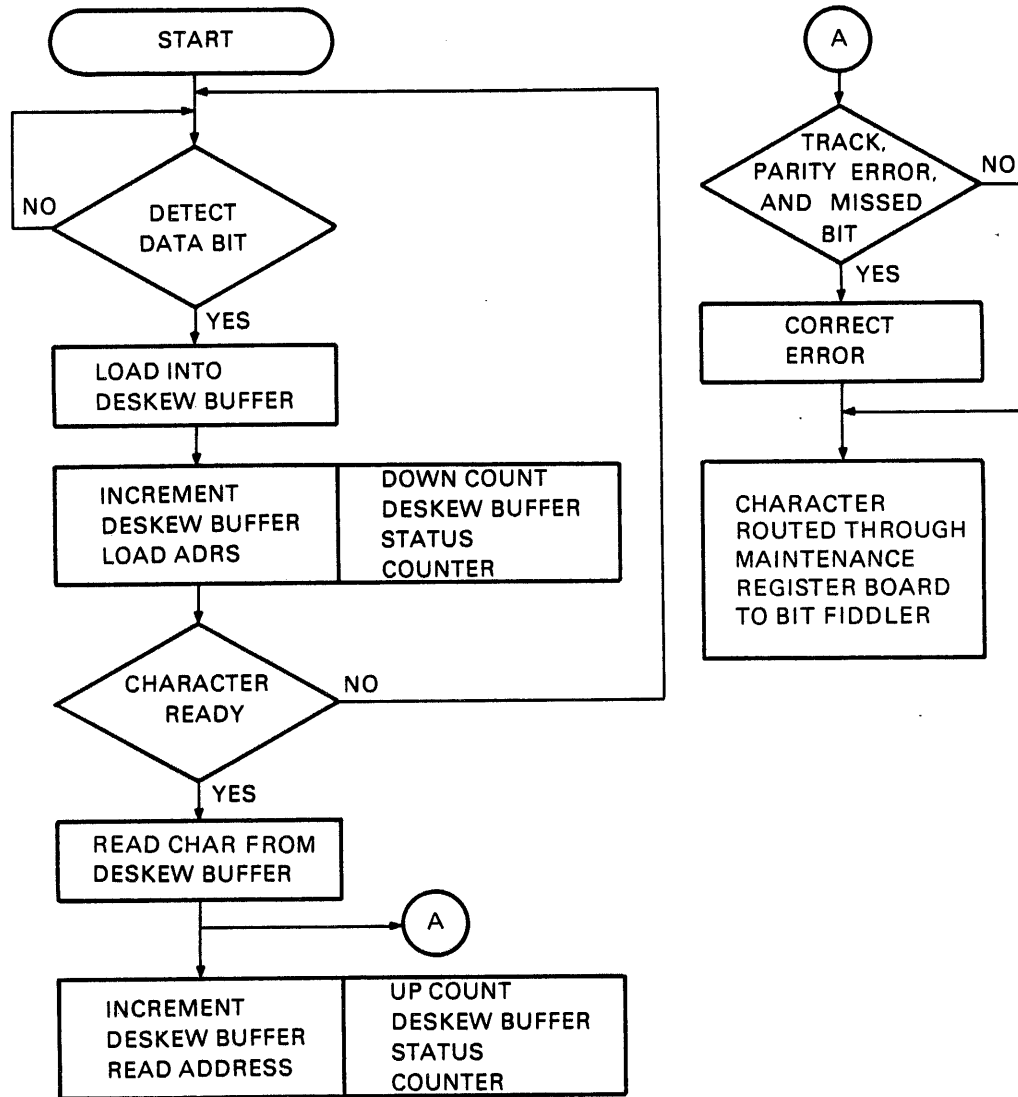 START
NO
DETECT
DATA BIT
YES
LOAD INTO
DESKEW BUFFER
INCREMENT
DESKEW BUFFER
LOAD ADRS
DOWN COUNT
DESKEW BUFFER
STATUS
COUNTER
CHARACTER
READY
NO
YES
READ CHAR FROM
DESKEW BUFFER
A
INCREMENT
DESKEW BUFFER
READ ADDRESS
UP COUNT
DESKEW BUFFER
STATUS
COUNTER
A
TRACK,
PARITY ERROR,
AND MISSED
BIT
NO
YES
CORRECT
ERROR
CHARACTER
ROUTED THROUGH
MAINTENANCE
REGISTER BOARD
TO BIT FIDDLER